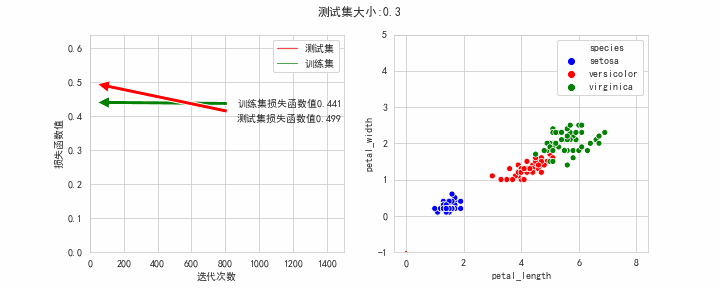 测试集大小:0.3
0.6
0.5
0.4
0.3
0.2
0.1
0.0
损失函数值
测试集
训练集
训练集损失函数值0.441
测试集损失函数值0.499
0 200 400 600 800 1000 1200 1400
迭代次数
5
4
3
2
1
0
-1
petal_width
species
setosa
versicolor
virginica
0 2 4 6 8
petal_length